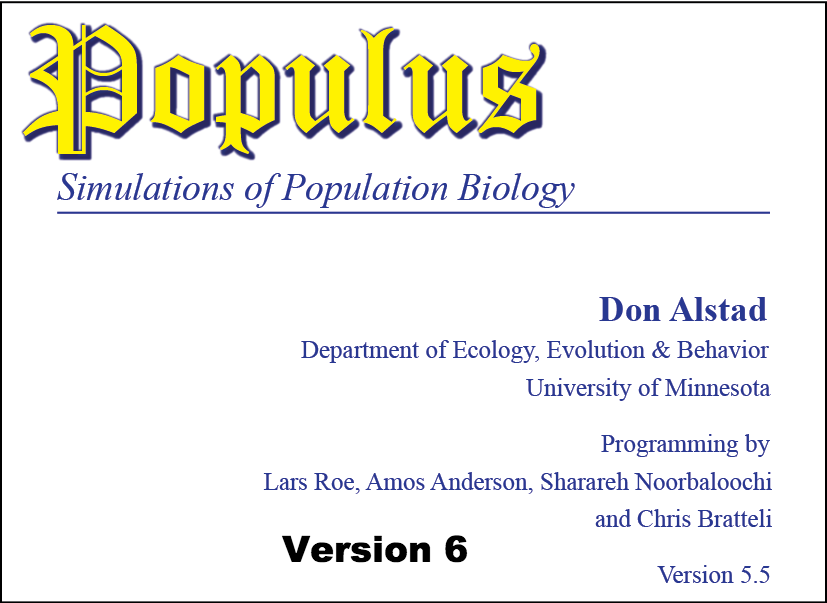 Populus
Simulations of Population Biology
Don Alstad
Department of Ecology, Evolution & Behavior
University of Minnesota
Programming by
Lars Roe, Amos Anderson, Sharareh Noorbaloochi
and Chris Bratteli
Version 6
Version 5.5